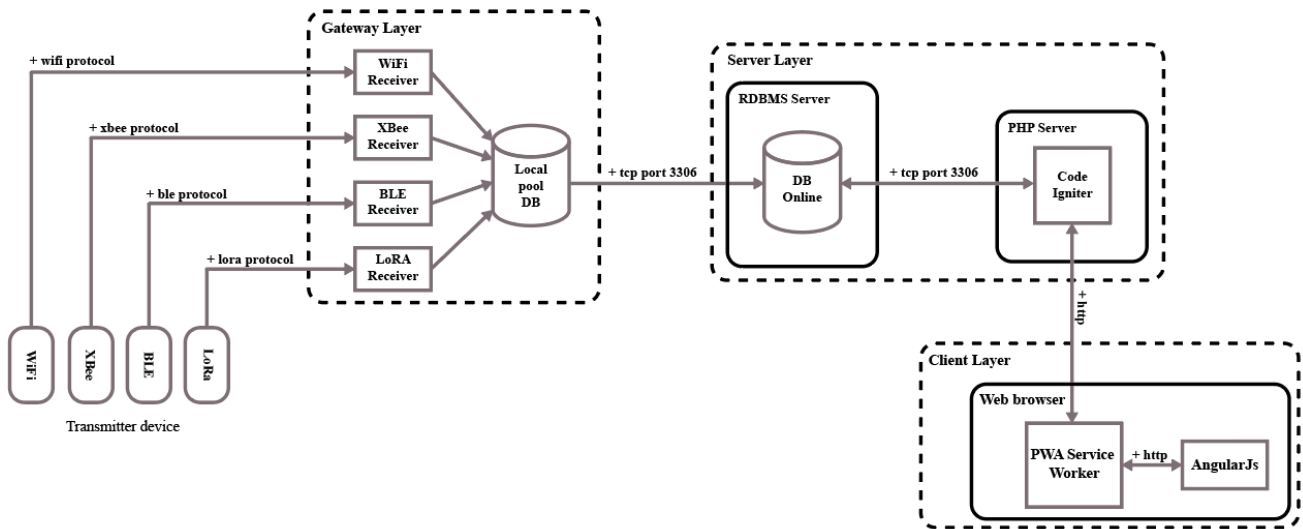 Gateway Layer
+ wifi protocol
WiFi
Receiver
+ xbee protocol
XBee
Receiver
+ ble protocol
BLE
Receiver
+ lora protocol
LoRA
Receiver
Local
pool
DB
WiFi
XBee
BLE
LoRa
Transmitter device
+ tcp port 3306
Server Layer
RDBMS Server
DB
Online
+ tcp port 3306
PHP Server
Code
Igniter
+ http
Client Layer
Web browser
PWA Service
Worker
+ http
AngularJs